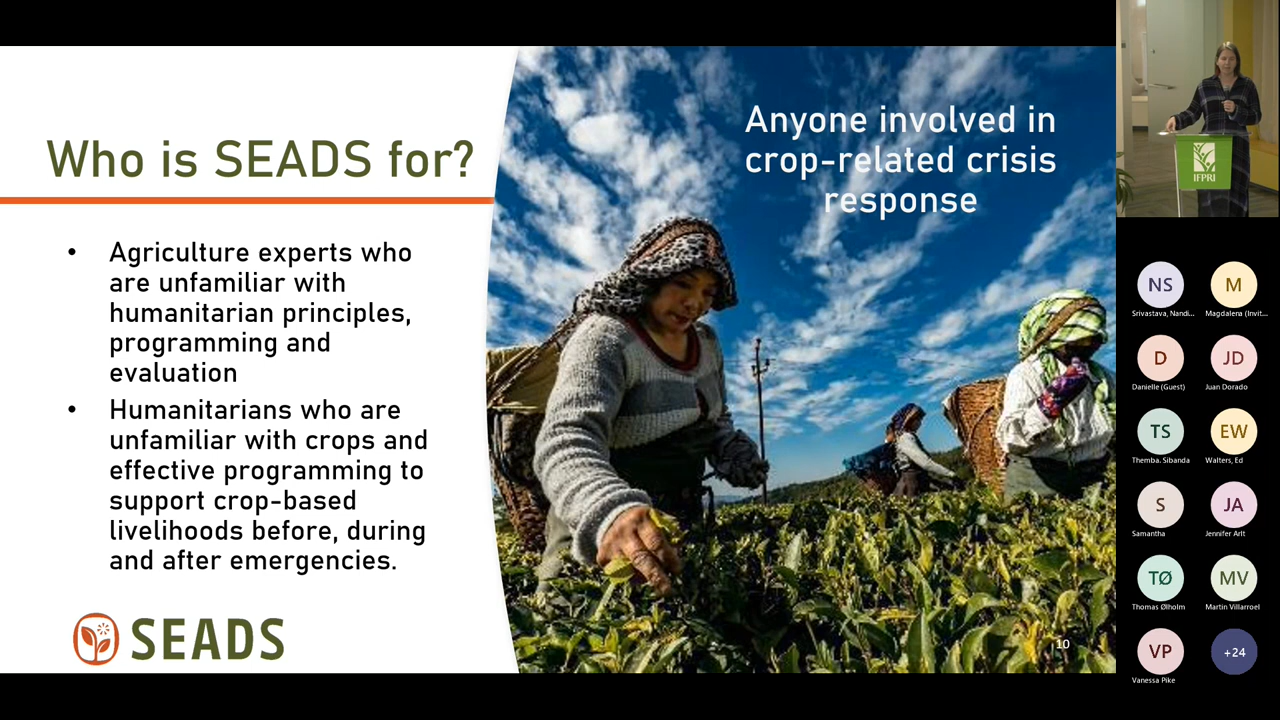 Who is SEADS for?
• Agriculture experts who
are unfamiliar with
humanitarian principles,
programming and
evaluation
• Humanitarians who are
unfamiliar with crops and
effective programming to
support crop-based
livelihoods before, during
and after emergencies.
SEADS
Anyone involved in
crop-related crisis
response
10
IFPRI
NS
Srivastava, Nandi...
M
Magdalena (Invit...
D
Danielle (Guest)
JD
Juan Dorado
TS
Themba. Sibanda
EW
Walters, Ed
S
Samantha
JA
Jennifer Arlt
TØ
Thomas Ølholm
MV
Martin Villarroel
VP
Vanessa Pike
+24